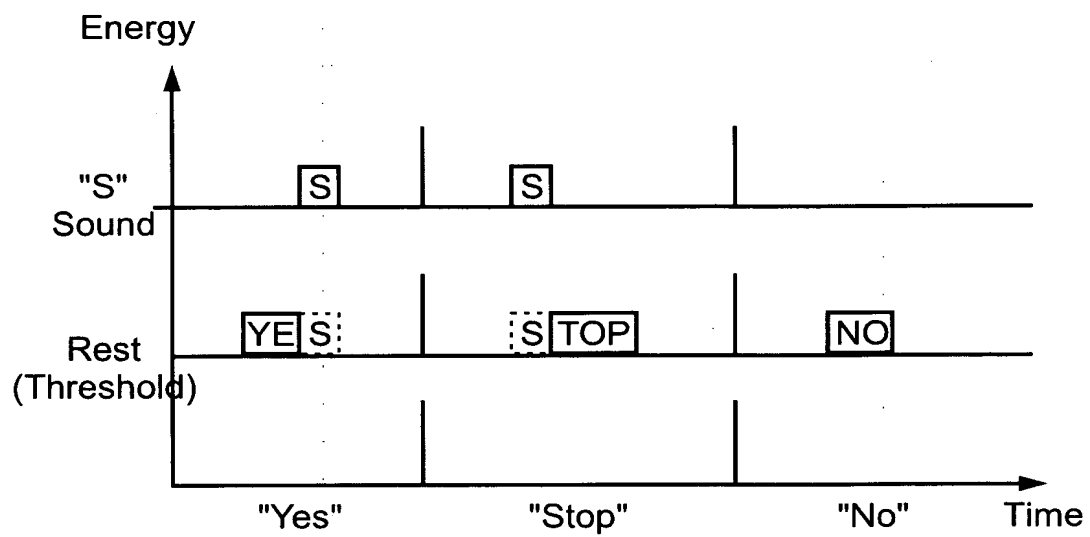 Energy
"S"
Sound
S
S
Rest
(Threshold)
YE S
S TOP
NO
"Yes"
"Stop"
"No"
Time